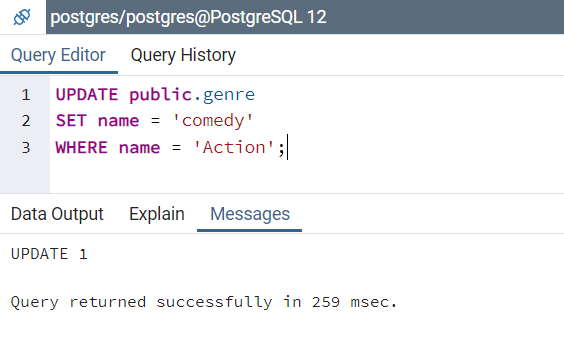 postgres/postgres@PostgreSQL 12
Query Editor Query History
1 UPDATE public.genre
2 SET name = 'comedy'
3 WHERE name = 'Action';
Data Output Explain Messages
UPDATE 1
Query returned successfully in 259 msec.